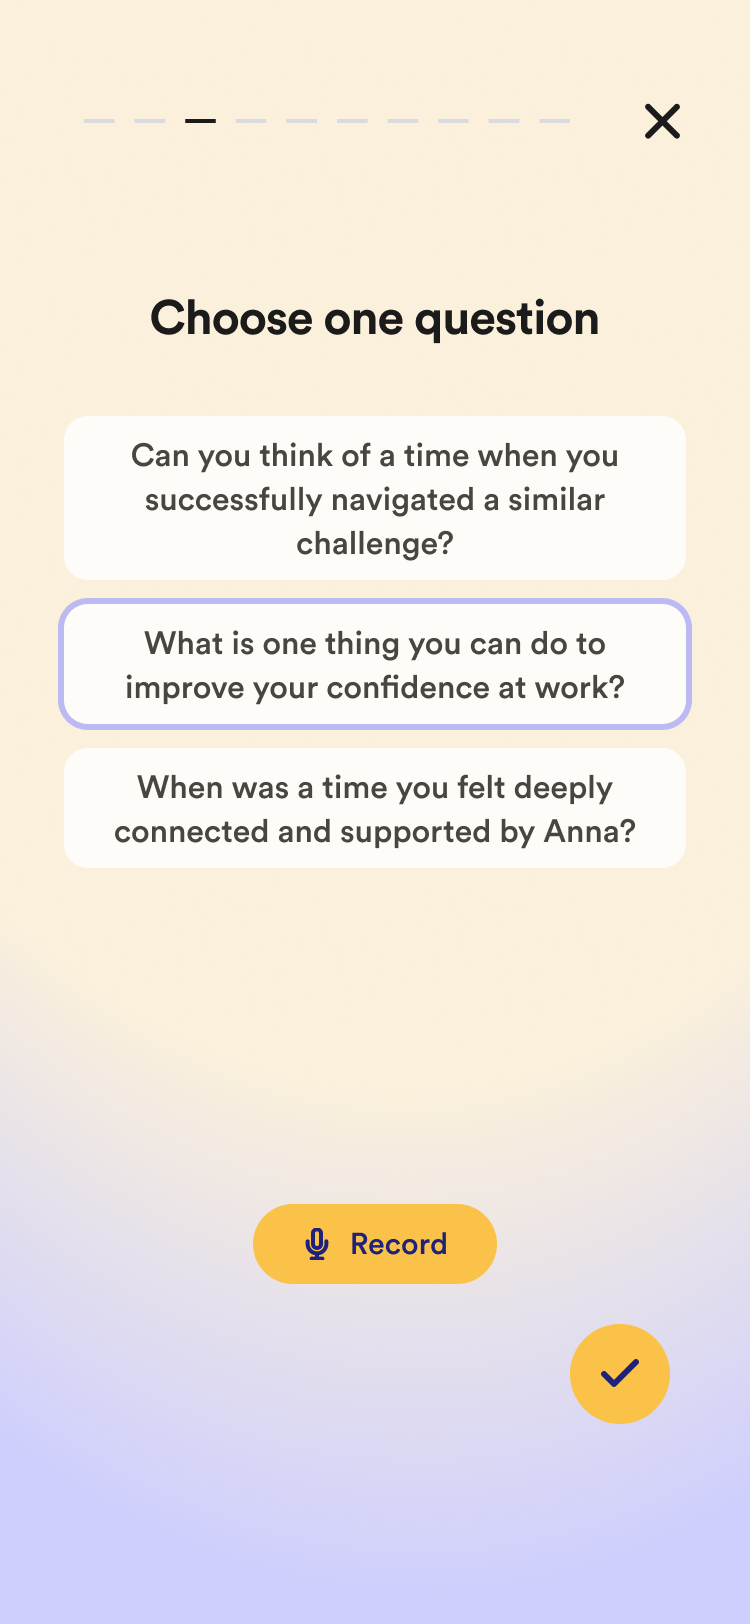 Choose one question
Can you think of a time when you
successfully navigated a similar
challenge?
What is one thing you can do to
improve your confidence at work?
When was a time you felt deeply
connected and supported by Anna?
Record